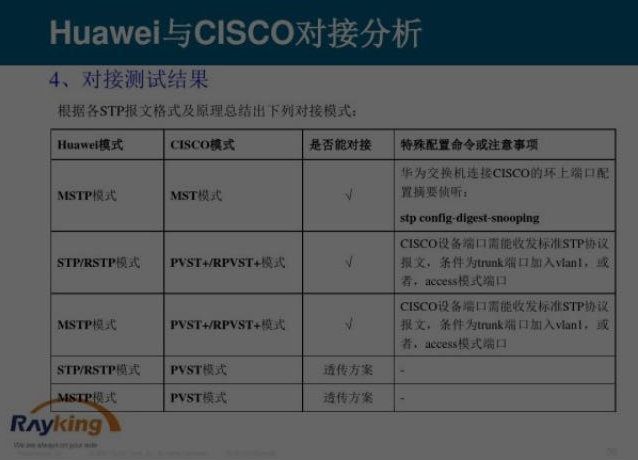 Huawei与CISCO对接分析
4、对接测试结果
根据各STP报文格式及原理总结出下列对接模式：
Huawei模式 CISCO模式 是否能对接 特殊配置命令或注意事项
MSTP模式 MST模式 √ 华为交换机连接CISCO的环上端口配
置摘要侦听：
stp config-digest-snooping
STP/RSTP模式 PVST+/RPVST+模式 √ CISCO设备端口需能收发标准STP协议
报文，条件为trunk端口加入vlan1，或
者，access模式端口
MSTP模式 PVST+/RPVST+模式 √ CISCO设备端口需能收发标准STP协议
报文，条件为trunk端口加入vlan1，或
者，access模式端口
STP/RSTP模式 PVST模式 透传方案 -
MSTP模式 PVST模式 透传方案 -
Rayking
We are always on your side